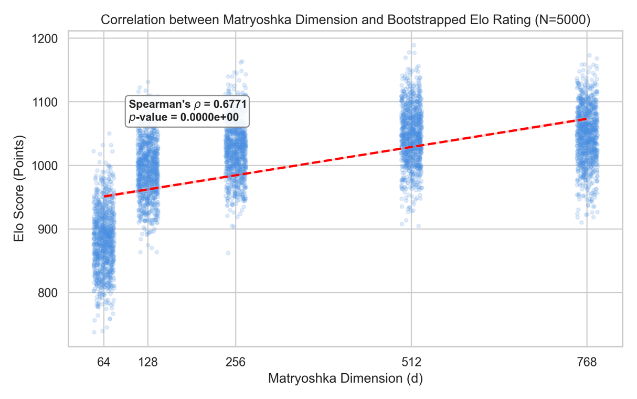 Correlation between Matryoshka Dimension and Bootstrapped Elo Rating (N=5000)
1200
1100
1000
900
800
Elo Score (Points)
Spearman's ρ = 0.6771
p-value = 0.0000e+00
64 128 256 512 768
Matryoshka Dimension (d)